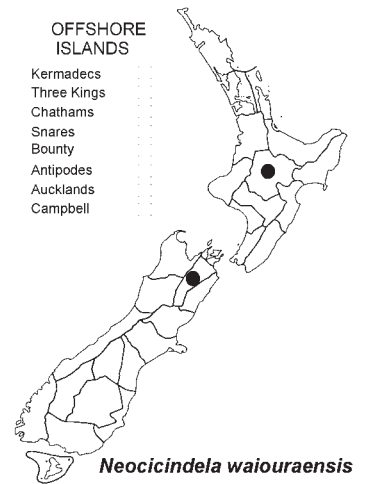 OFFSHORE
ISLANDS
Kermadecs
Three Kings
Chathams
Snares
Bounty
Antipodes
Aucklands
Campbell
Neocicindela waiouraensis